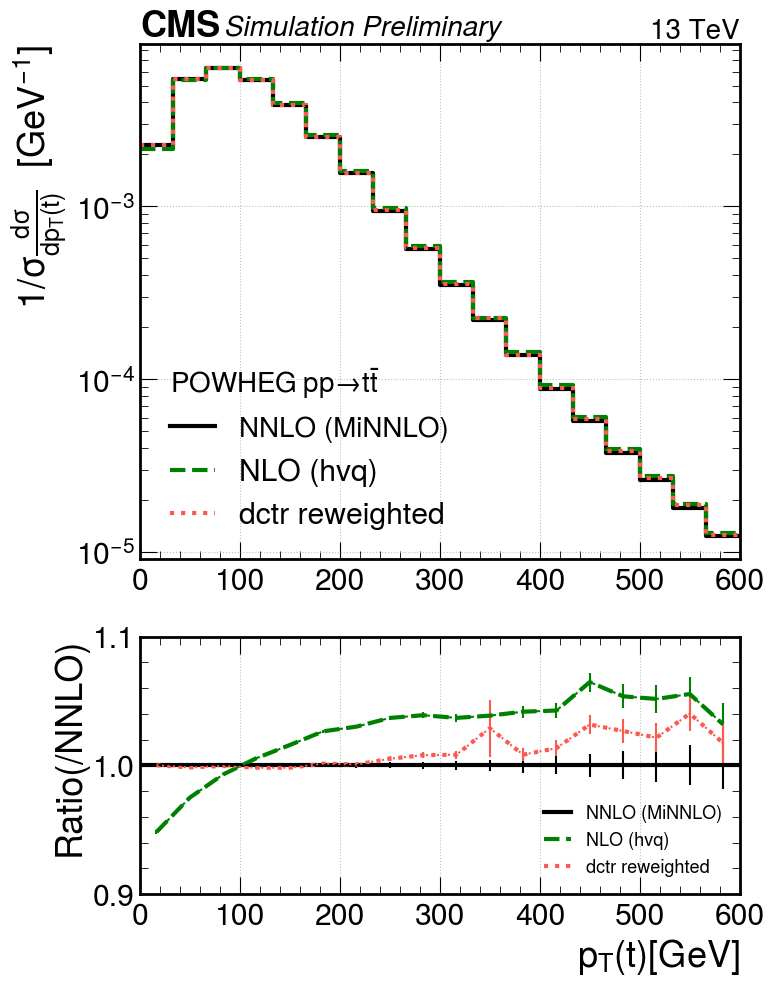 CMS Simulation Preliminary 13 TeV
1/σ dσ/dp_T(t) [GeV⁻¹]
10⁻³
10⁻⁴
10⁻⁵
POWHEG pp→tt̄
NNLO (MiNNLO)
NLO (hvq)
dctr reweighted
0 100 200 300 400 500 600
Ratio(/NNLO)
1.1
1.0
0.9
NNLO (MiNNLO)
NLO (hvq)
dctr reweighted
0 100 200 300 400 500 600
p_T(t)[GeV]